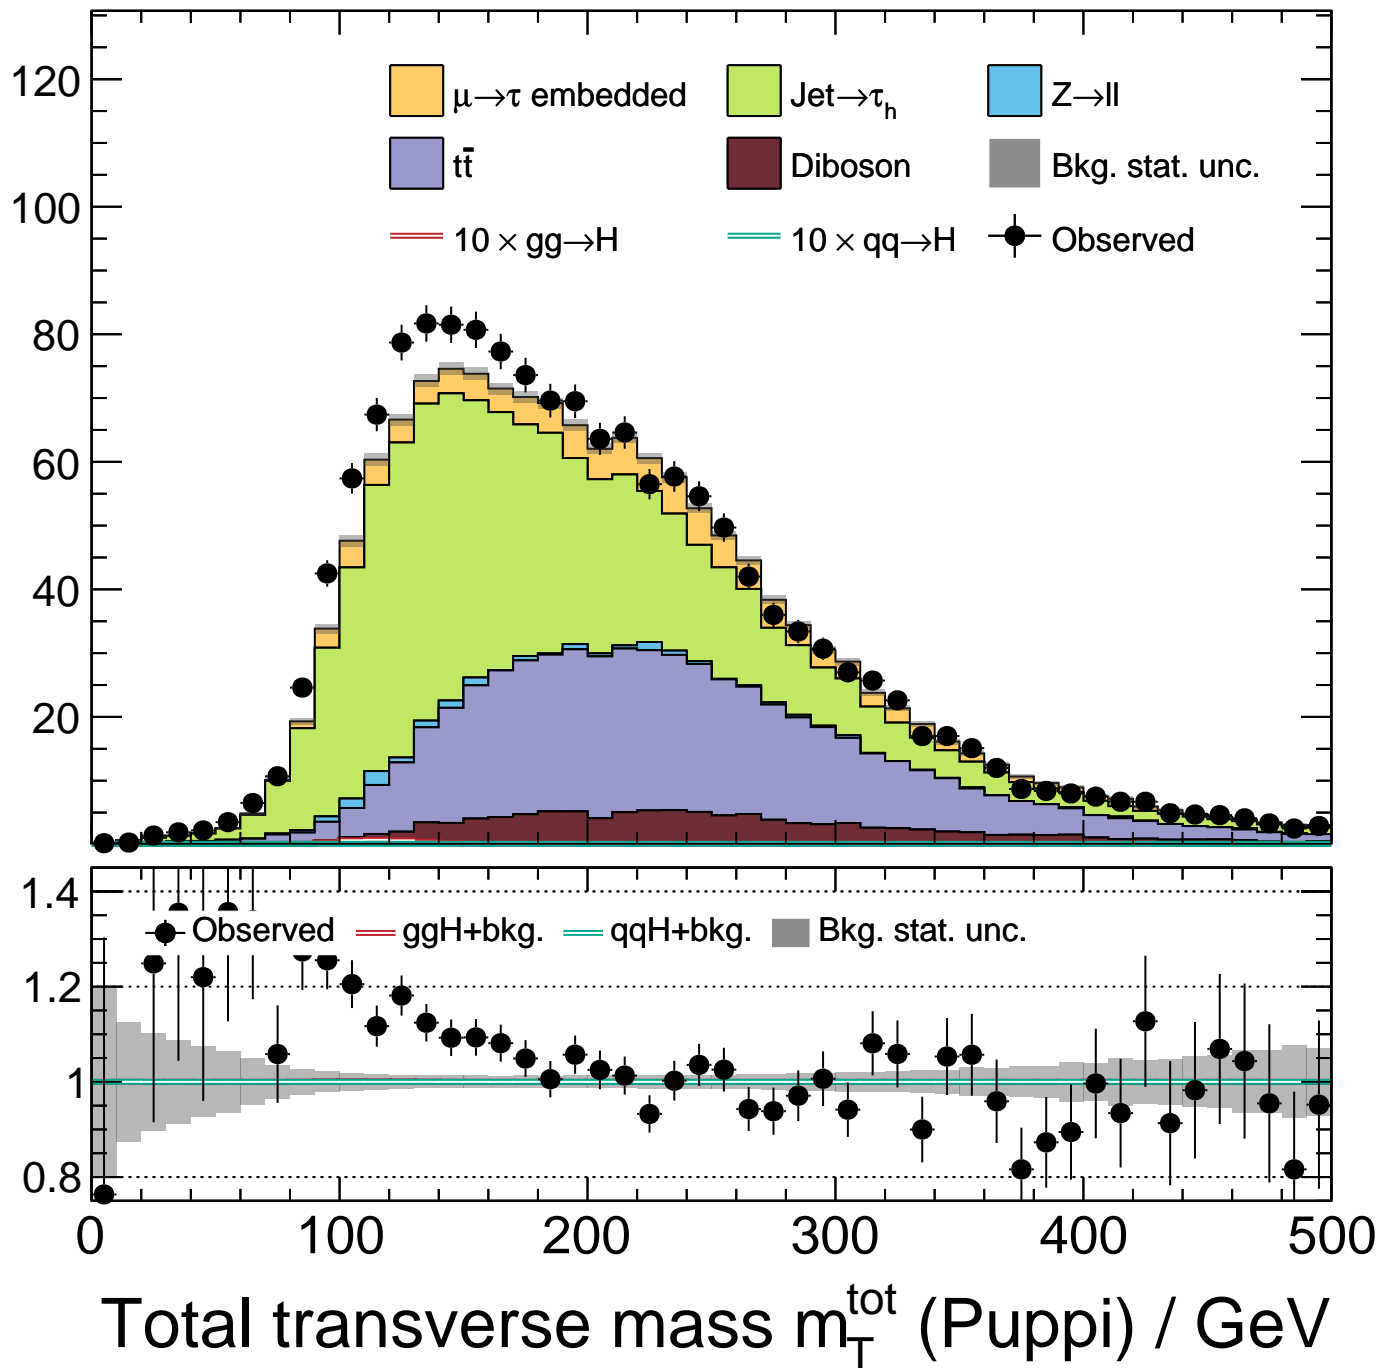 120
100
80
60
40
20
μ→τ embedded
Jet→τ_h
Z→ll
tt̄
Diboson
Bkg. stat. unc.
10 × gg→H
10 × qq→H
Observed
1.4
1.2
1
0.8
Observed
ggH+bkg.
qqH+bkg.
Bkg. stat. unc.
0 100 200 300 400 500
Total transverse mass m_T^tot (Puppi) / GeV